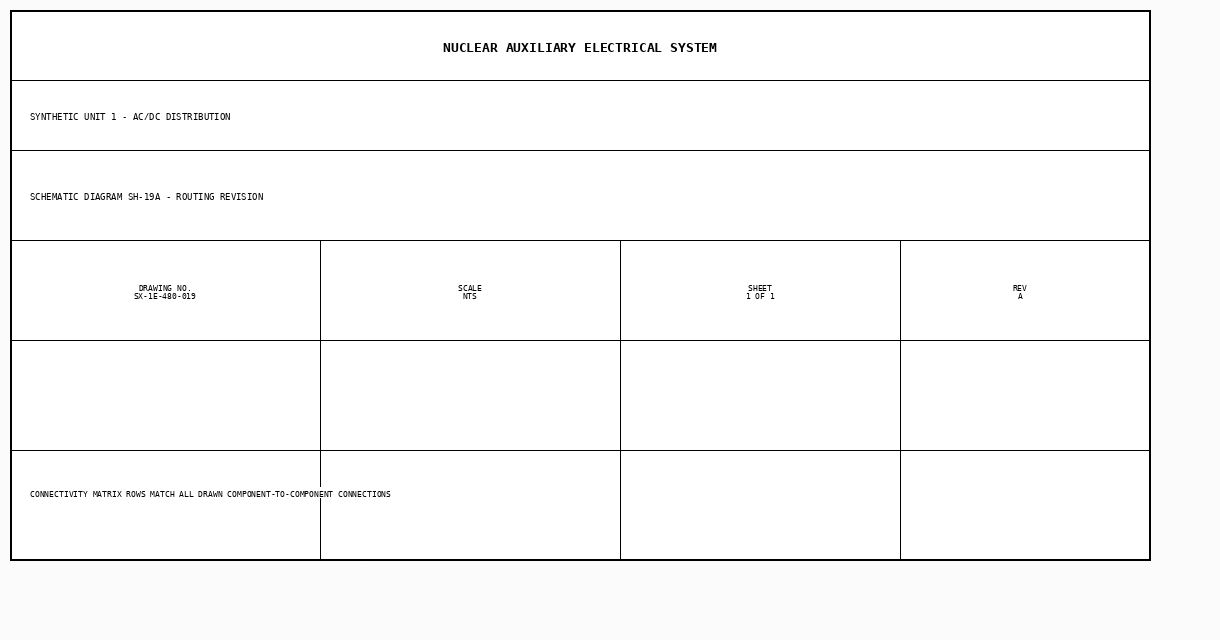 NUCLEAR AUXILIARY ELECTRICAL SYSTEM
SYNTHETIC UNIT 1 - AC/DC DISTRIBUTION
SCHEMATIC DIAGRAM SH-19A - ROUTING REVISION
DRAWING NO.
SX-1E-480-019
SCALE
NTS
SHEET
1 OF 1
REV
A
CONNECTIVITY MATRIX ROWS MATCH ALL DRAWN COMPONENT-TO-COMPONENT CONNECTIONS